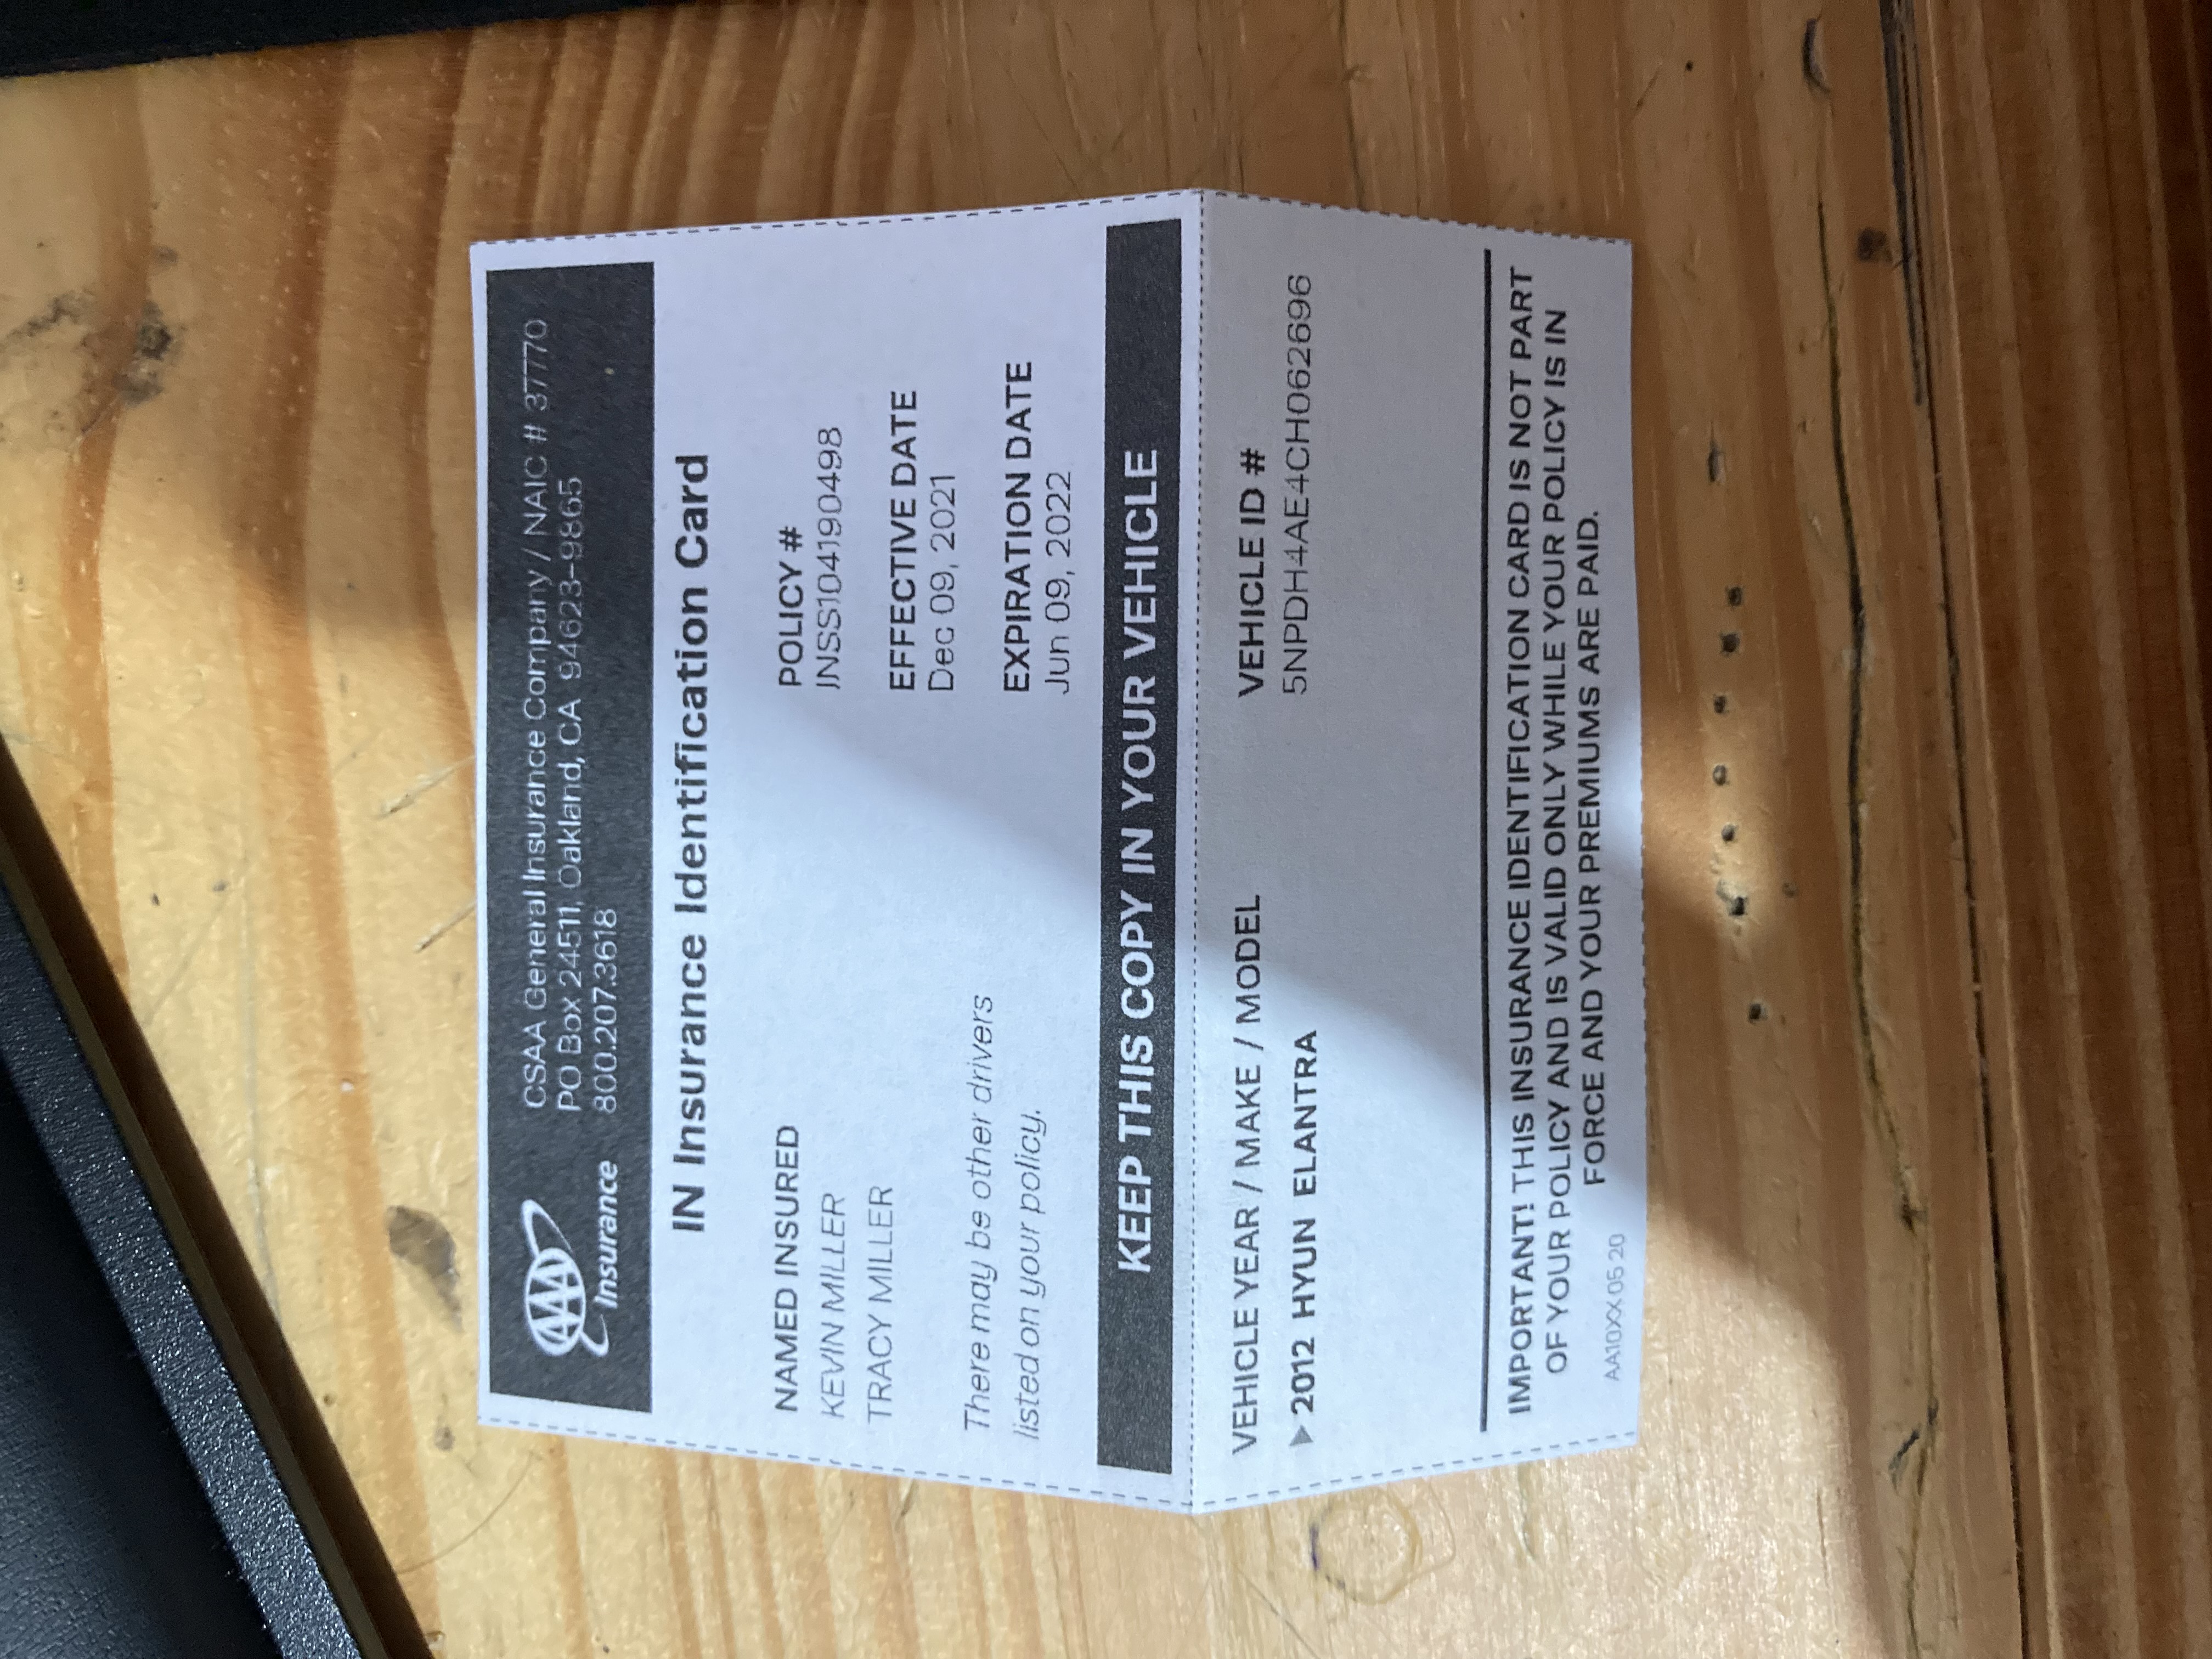 AAA Insurance
CSAA General Insurance Company / NAIC # 37770
PO Box 24511, Oakland, CA 94623-9865
800.207.3618
IN Insurance Identification Card
NAMED INSURED
KEVIN MILLER
TRACY MILLER
There may be other drivers
listed on your policy.
POLICY #
INSS104190498
EFFECTIVE DATE
Dec 09, 2021
EXPIRATION DATE
Jun 09, 2022
KEEP THIS COPY IN YOUR VEHICLE
VEHICLE YEAR / MAKE / MODEL
2012 HYUN ELANTRA
VEHICLE ID #
5NPDH4AE4CH062696
IMPORTANT! THIS INSURANCE IDENTIFICATION CARD IS NOT PART
OF YOUR POLICY AND IS VALID ONLY WHILE YOUR POLICY IS IN
FORCE AND YOUR PREMIUMS ARE PAID.
AA10XX 05 20